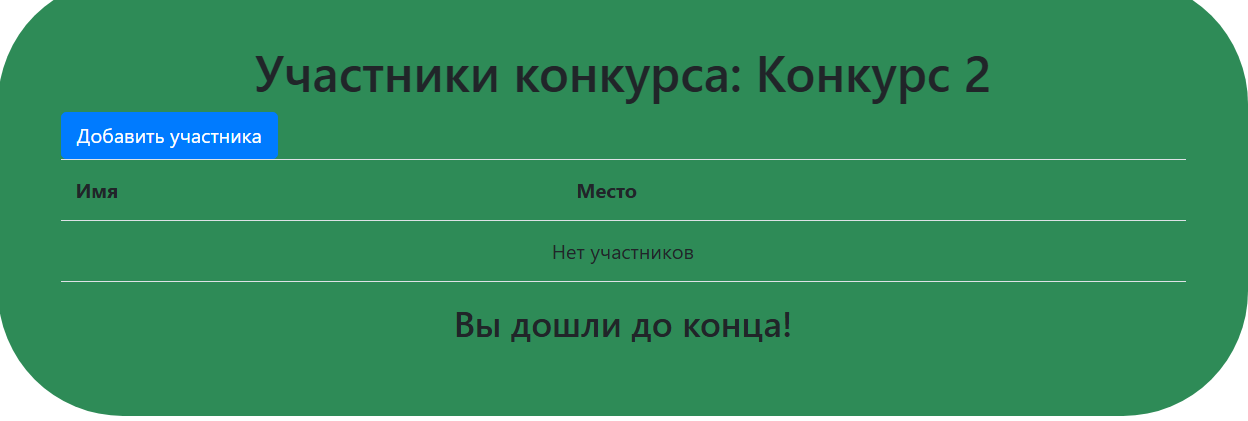 Участники конкурса: Конкурс 2
Добавить участника
Имя Место
Нет участников
Вы дошли до конца!